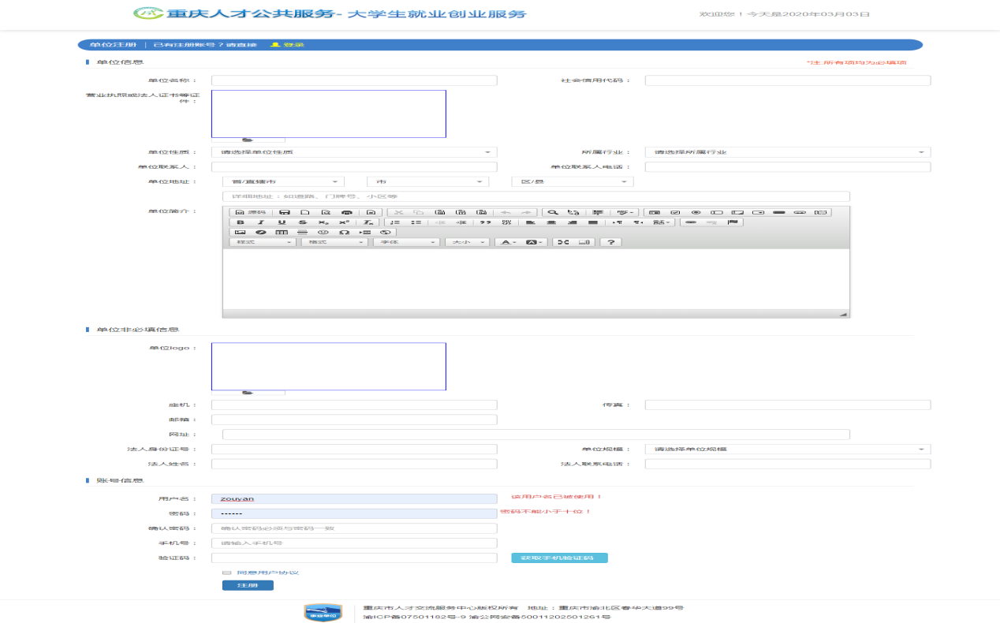 重庆人才公共服务- 大学生就业创业服务 欢迎您！今天是2020年03月03日
单位注册 | 已有注册账号？请直接 登录
单位信息 *注:所有项均为必填项
单位名称： 社会信用代码：
营业执照或法人证书等证
件：
单位性质： 请选择单位性质 所属行业： 请选择所属行业
单位联系人： 单位联系人电话：
单位地址： 省/直辖市 市 区/县
详细地址：如道路、门牌号、小区等
单位简介： 源码
B I U S
样式 格式 字体 大小 A A ?
单位非必填信息
单位logo：
座机： 传真：
邮箱：
网址：
法人身份证号： 单位规模： 请选择单位规模
法人姓名： 法人联系电话：
账号信息
用户名： zouyan 该用户名已被使用！
密码： •••••• 密码不能小于十位！
确认密码： 确认密码必须与密码一致
手机号： 请输入手机号
验证码： 获取手机验证码
同意用户协议
注册
事业单位
重庆市人才交流服务中心版权所有 地址：重庆市渝北区春华大道99号
渝ICP备07501182号-9 渝公网安备50011202501261号